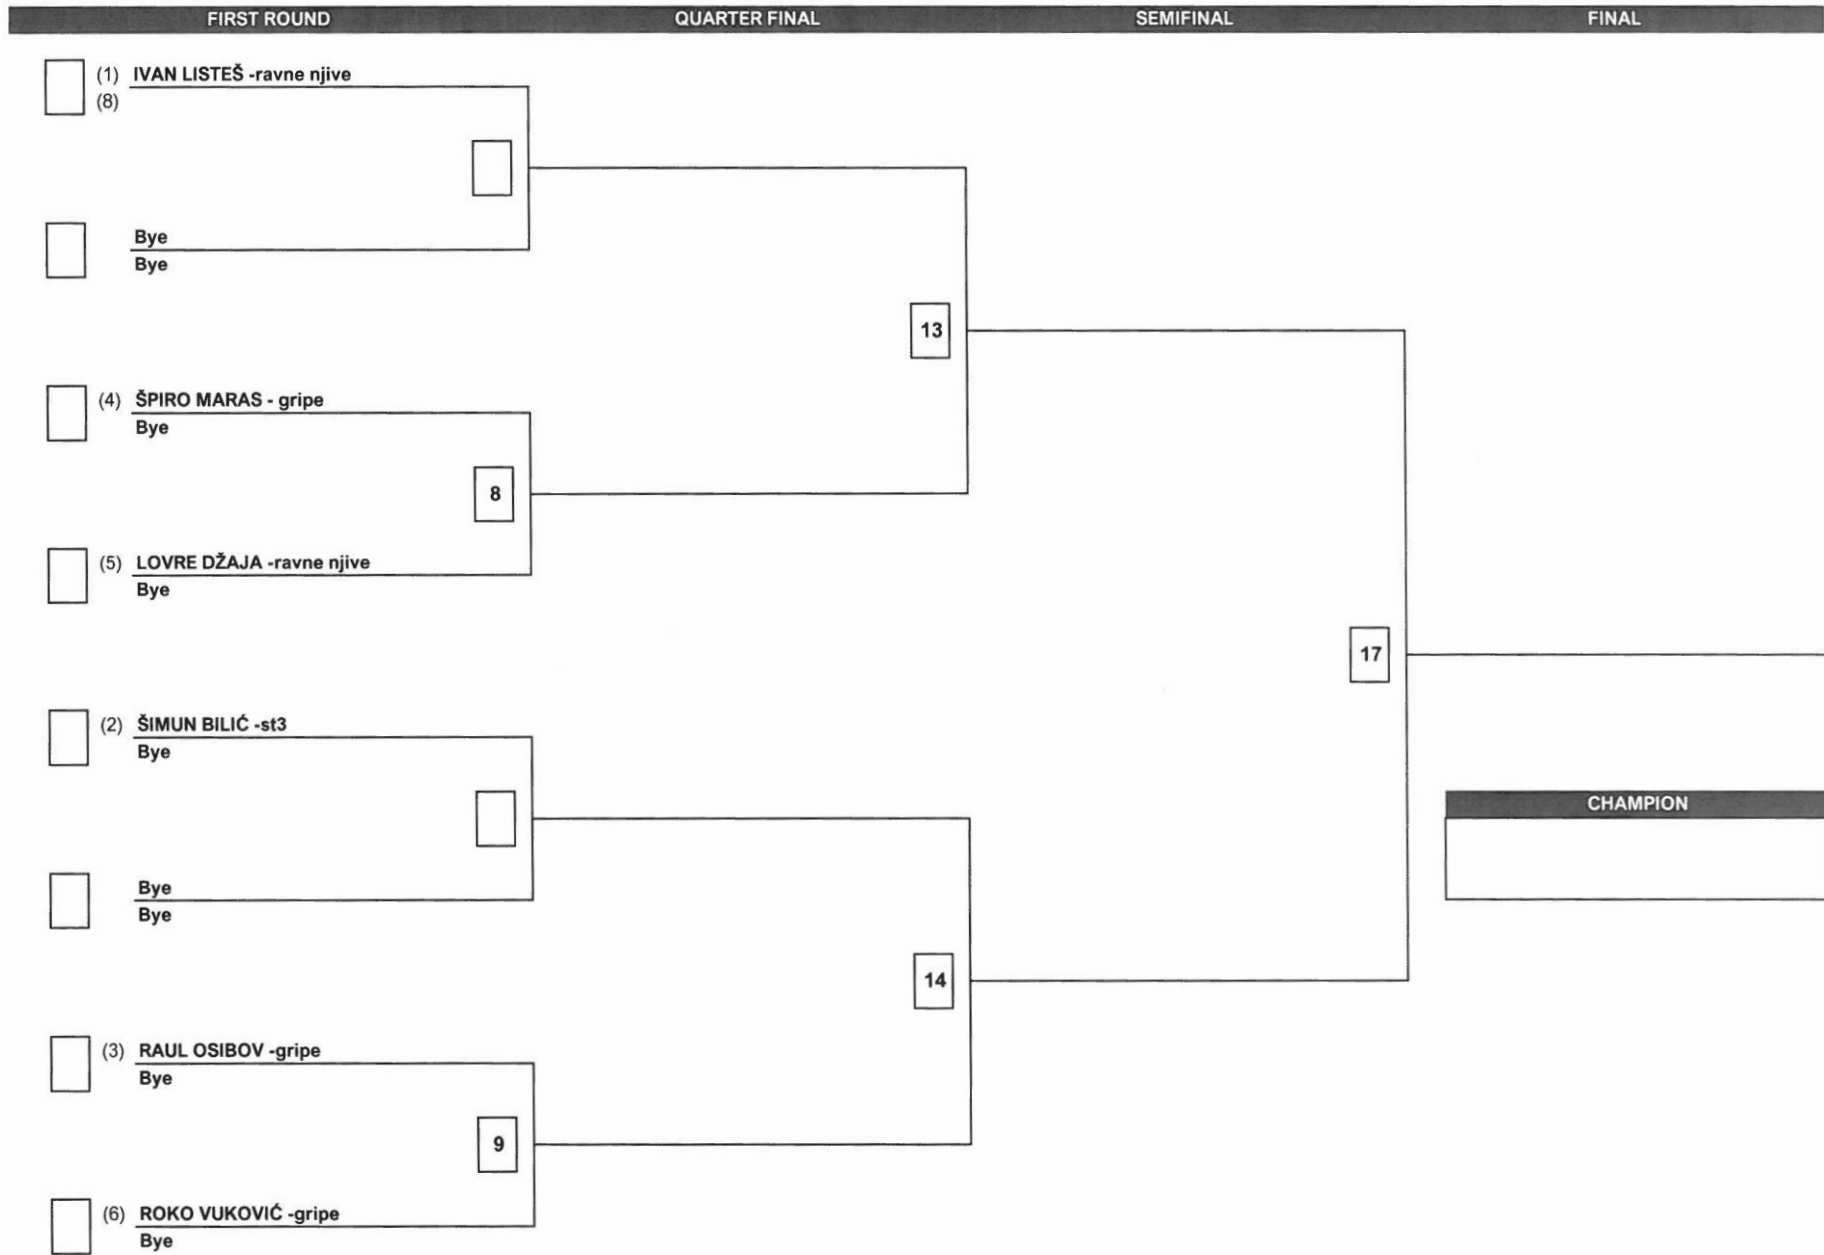 FIRST ROUND QUARTER FINAL SEMIFINAL FINAL
(1) IVAN LISTEŠ -ravne njive
(8)
Bye
Bye
13
(4) ŠPIRO MARAS - gripe
Bye
8
(5) LOVRE DŽAJA -ravne njive
Bye
17
(2) ŠIMUN BILIĆ -st3
Bye
CHAMPION
Bye
Bye
14
(3) RAUL OSIBOV -gripe
Bye
9
(6) ROKO VUKOVIĆ -gripe
Bye